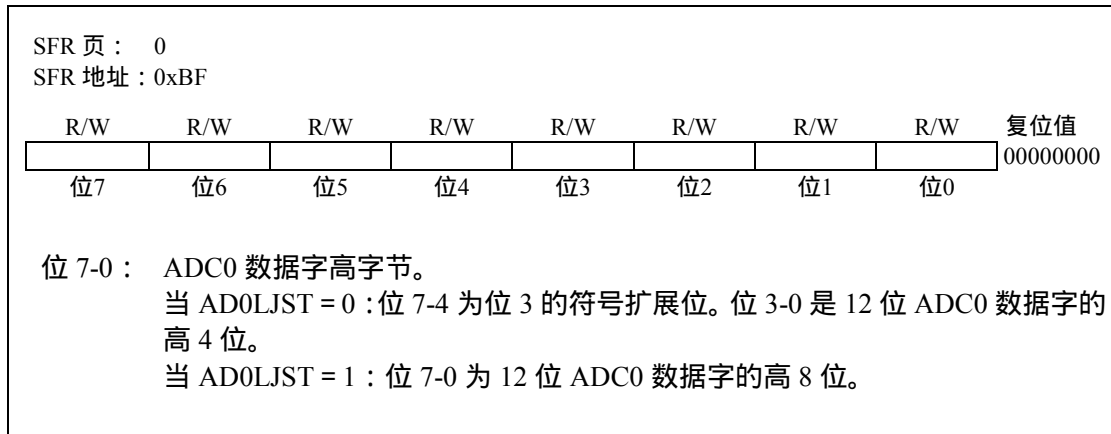 SFR 页： 0
SFR 地址：0xBF
R/W R/W R/W R/W R/W R/W R/W R/W 复位值
00000000
位7 位6 位5 位4 位3 位2 位1 位0
位 7-0： ADC0 数据字高字节。
当 AD0LJST = 0：位 7-4 为位 3 的符号扩展位。位 3-0 是 12 位 ADC0 数据字的
高 4 位。
当 AD0LJST = 1：位 7-0 为 12 位 ADC0 数据字的高 8 位。